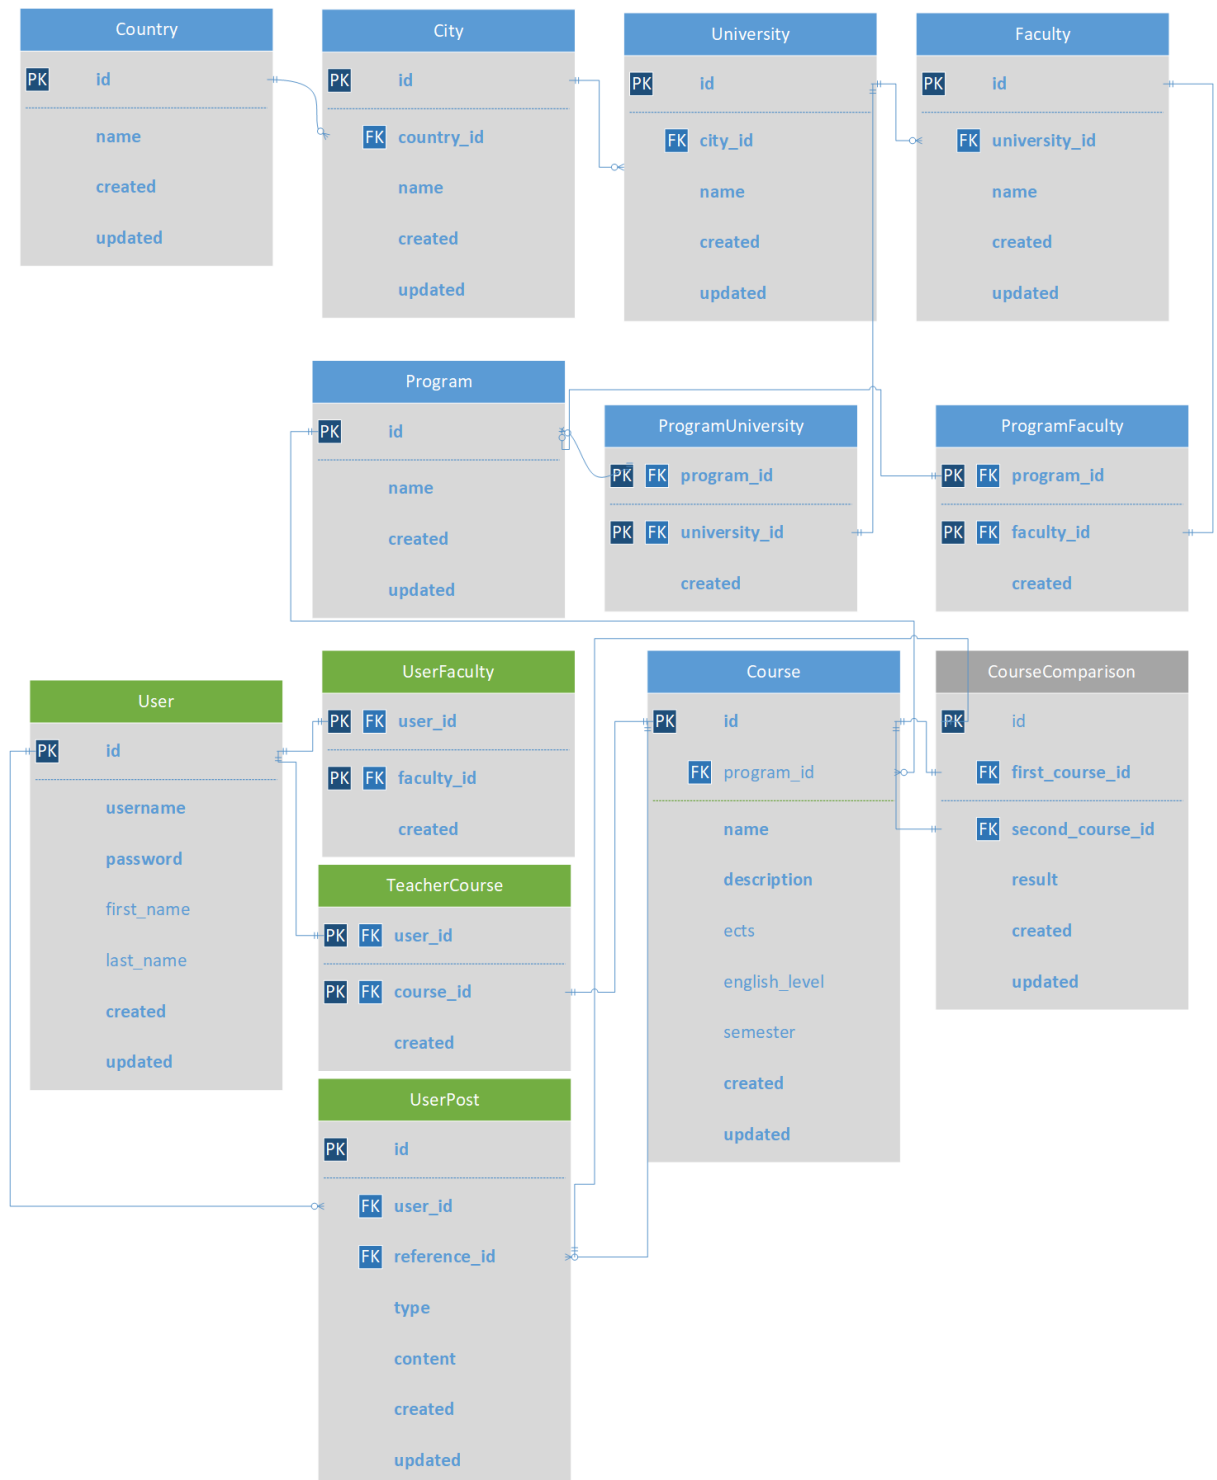 Country
PK id
name
created
updated
City
PK id
FK country_id
name
created
updated
University
PK id
FK city_id
name
created
updated
Faculty
PK id
FK university_id
name
created
updated
Program
PK id
name
created
updated
ProgramUniversity
PK FK program_id
PK FK university_id
created
ProgramFaculty
PK FK program_id
PK FK faculty_id
created
User
PK id
username
password
first_name
last_name
created
updated
UserFaculty
PK FK user_id
PK FK faculty_id
created
TeacherCourse
PK FK user_id
PK FK course_id
created
UserPost
PK id
FK user_id
FK reference_id
type
content
created
updated
Course
PK id
FK program_id
name
description
ects
english_level
semester
created
updated
CourseComparison
PK id
FK first_course_id
FK second_course_id
result
created
updated